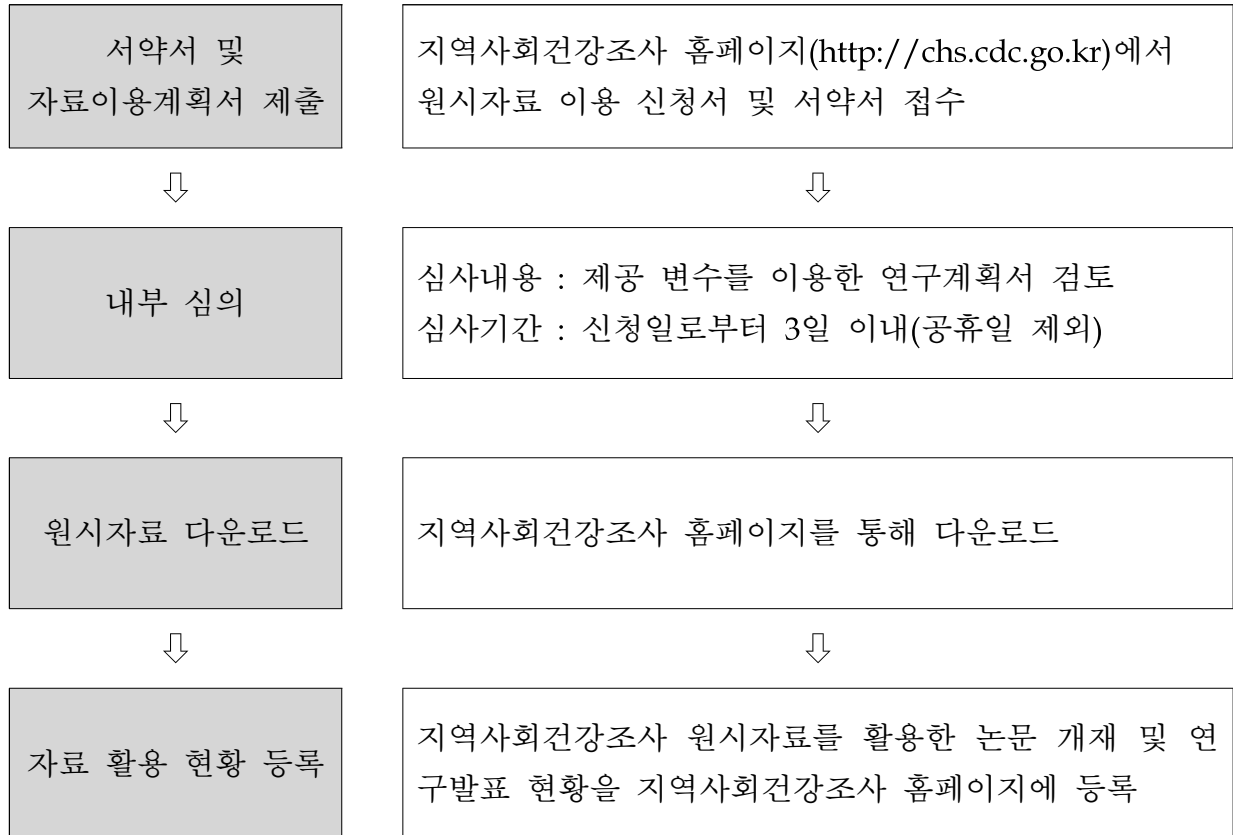 서약서 및
자료이용계획서 제출
지역사회건강조사 홈페이지(http://chs.cdc.go.kr)에서
원시자료 이용 신청서 및 서약서 접수
⇩
⇩
내부 심의
심사내용 : 제공 변수를 이용한 연구계획서 검토
심사기간 : 신청일로부터 3일 이내(공휴일 제외)
⇩
⇩
원시자료 다운로드
지역사회건강조사 홈페이지를 통해 다운로드
⇩
⇩
자료 활용 현황 등록
지역사회건강조사 원시자료를 활용한 논문 개재 및 연
구발표 현황을 지역사회건강조사 홈페이지에 등록